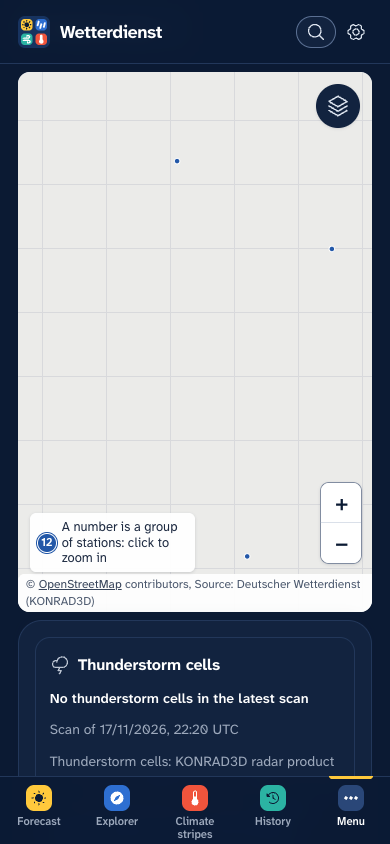 Wetterdienst
12
A number is a group
of stations: click to
zoom in
+
−
© OpenStreetMap contributors, Source: Deutscher Wetterdienst
(KONRAD3D)
Thunderstorm cells
No thunderstorm cells in the latest scan
Scan of 17/11/2026, 22:20 UTC
Thunderstorm cells: KONRAD3D radar product
Forecast
Explorer
Climate
stripes
History
Menu